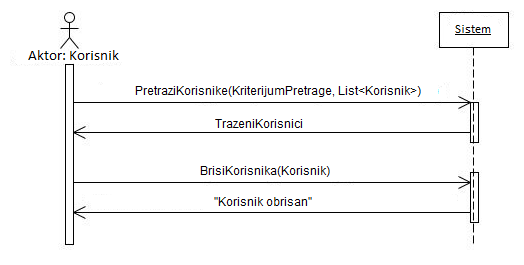 Sistem
Aktor: Korisnik
PretraziKorisnike(KriterijumPretrage, List<Korisnik>)
TrazeniKorisnici
BrisiKorisnika(Korisnik)
"Korisnik obrisan"